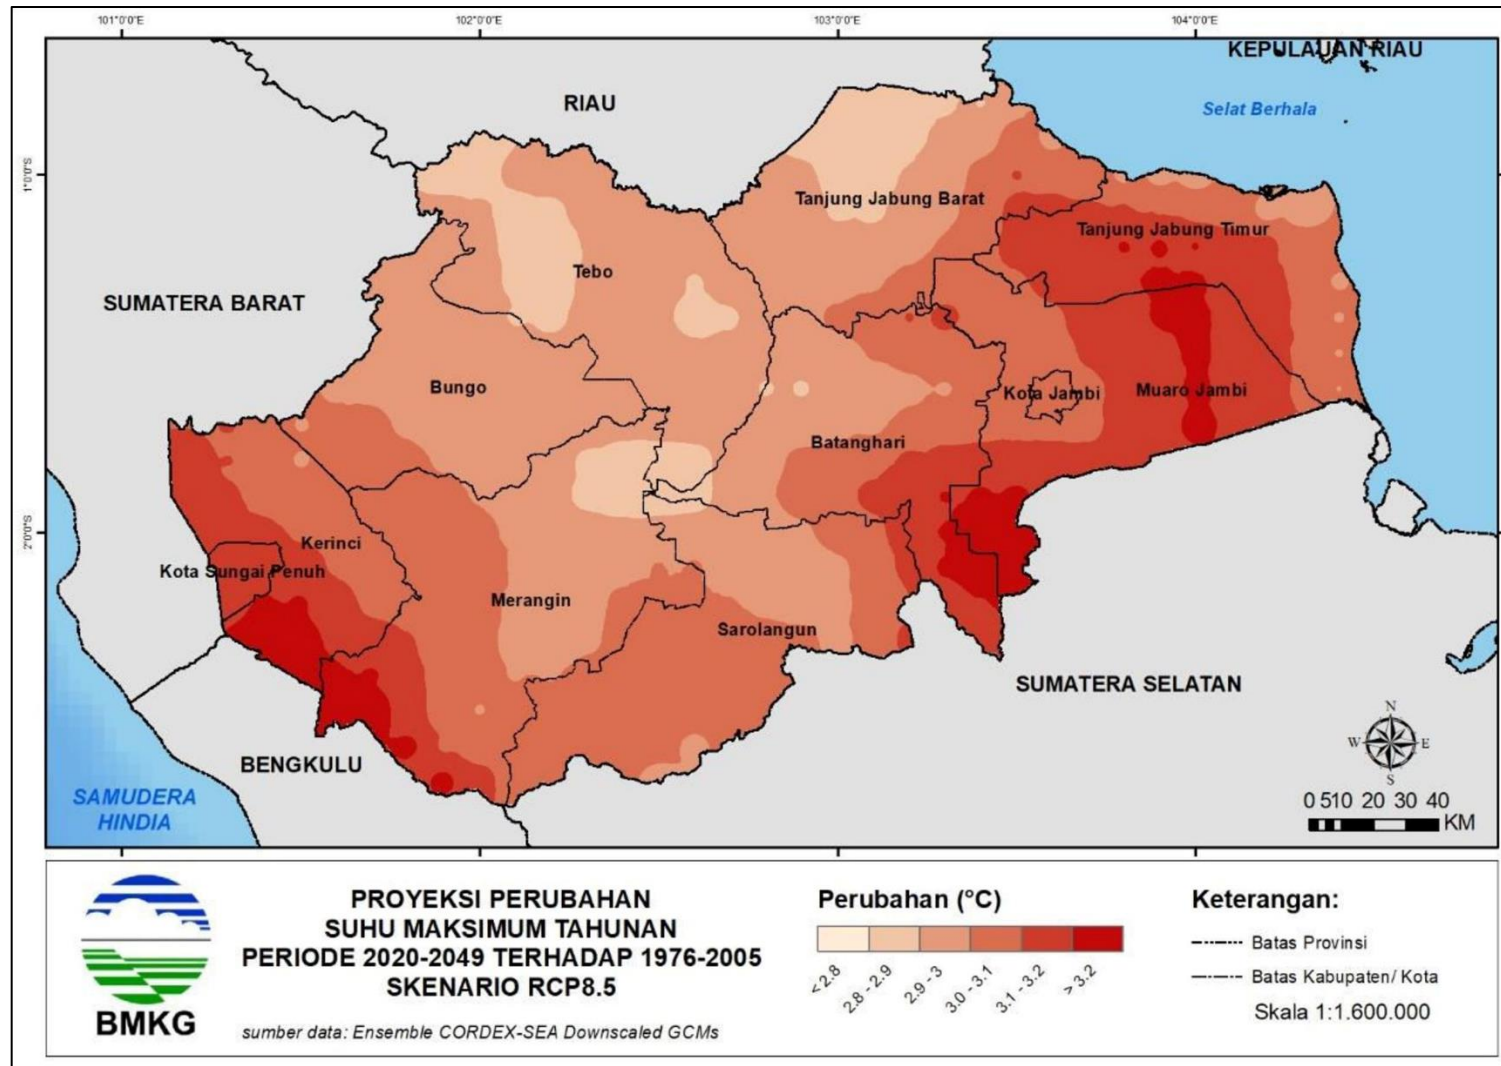 101°0'0"E
102°0'0"E
103°0'0"E
104°0'0"E
KEPULAUAN RIAU
RIAU
Selat Berhala
1°0'0"S
Tanjung Jabung Barat
Tanjung Jabung Timur
Tebo
SUMATERA BARAT
Bungo
Kota Jambi
Muaro Jambi
Batanghari
2°0'0"S
Kerinci
Kota Sungai Penuh
Merangin
Sarolangun
SUMATERA SELATAN
BENGKULU
SAMUDERA
HINDIA
N
W
E
S
0 510 20 30 40
KM
BMKG
PROYEKSI PERUBAHAN
SUHU MAKSIMUM TAHUNAN
PERIODE 2020-2049 TERHADAP 1976-2005
SKENARIO RCP8.5
sumber data: Ensemble CORDEX-SEA Downscaled GCMs
Perubahan (°C)
< 2.8
2.8 - 2.9
2.9 - 3
3.0 - 3.1
3.1 - 3.2
> 3.2
Keterangan:
Batas Provinsi
Batas Kabupaten/ Kota
Skala 1:1.600.000